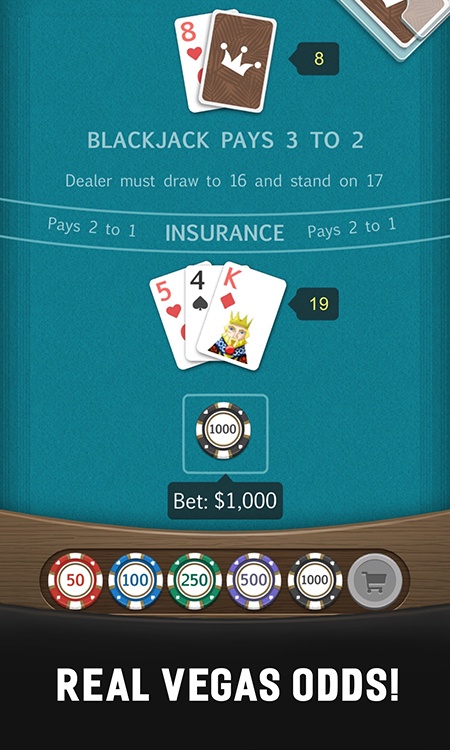 8
8
BLACKJACK PAYS 3 TO 2
Dealer must draw to 16 and stand on 17
Pays 2 to 1 INSURANCE Pays 2 to 1
5 4 K
19
1000
Bet: $1,000
50 100 250 500 1000
REAL VEGAS ODDS!